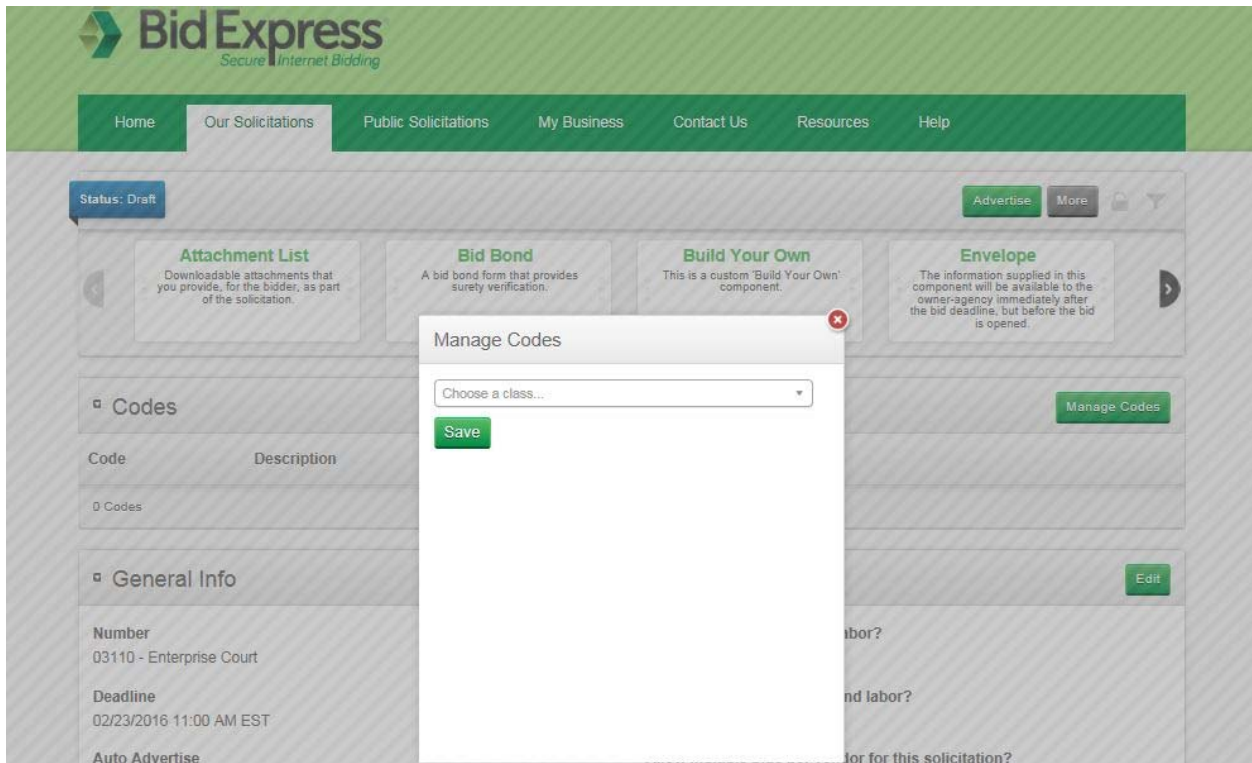 Bid Express
Secure Internet Bidding
Home Our Solicitations Public Solicitations My Business Contact Us Resources Help
Status: Draft
Advertise More
Attachment List
Downloadable attachments that
you provide, for the bidder, as part
of the solicitation.
Bid Bond
A bid bond form that provides
surety verification.
Build Your Own
This is a custom 'Build Your Own'
component.
Envelope
The information supplied in this
component will be available to the
owner-agency immediately after
the bid deadline, but before the bid
is opened.
Manage Codes
Choose a class...
Save
Codes
Manage Codes
Code Description
0 Codes
General Info
Edit
Number
03110 - Enterprise Court
Deadline
02/23/2016 11:00 AM EST
Auto Advertise
labor?
nd labor?
for this solicitation?